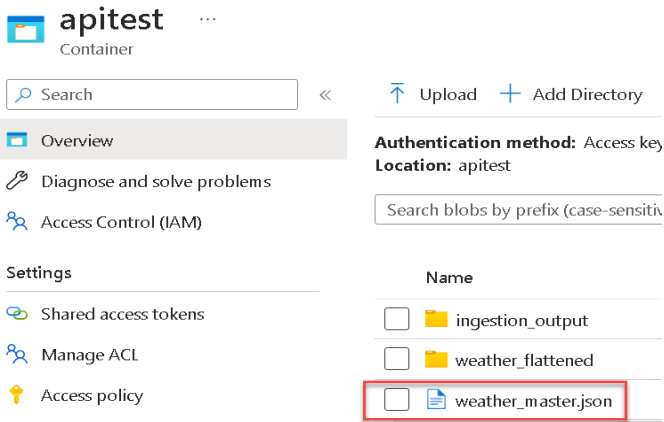 apitest ...
Container
Search
Overview
Diagnose and solve problems
Access Control (IAM)
Settings
Shared access tokens
Manage ACL
Access policy
Upload Add Directory
Authentication method: Access key
Location: apitest
Search blobs by prefix (case-sensitiv
Name
ingestion_output
weather_flattened
weather_master.json